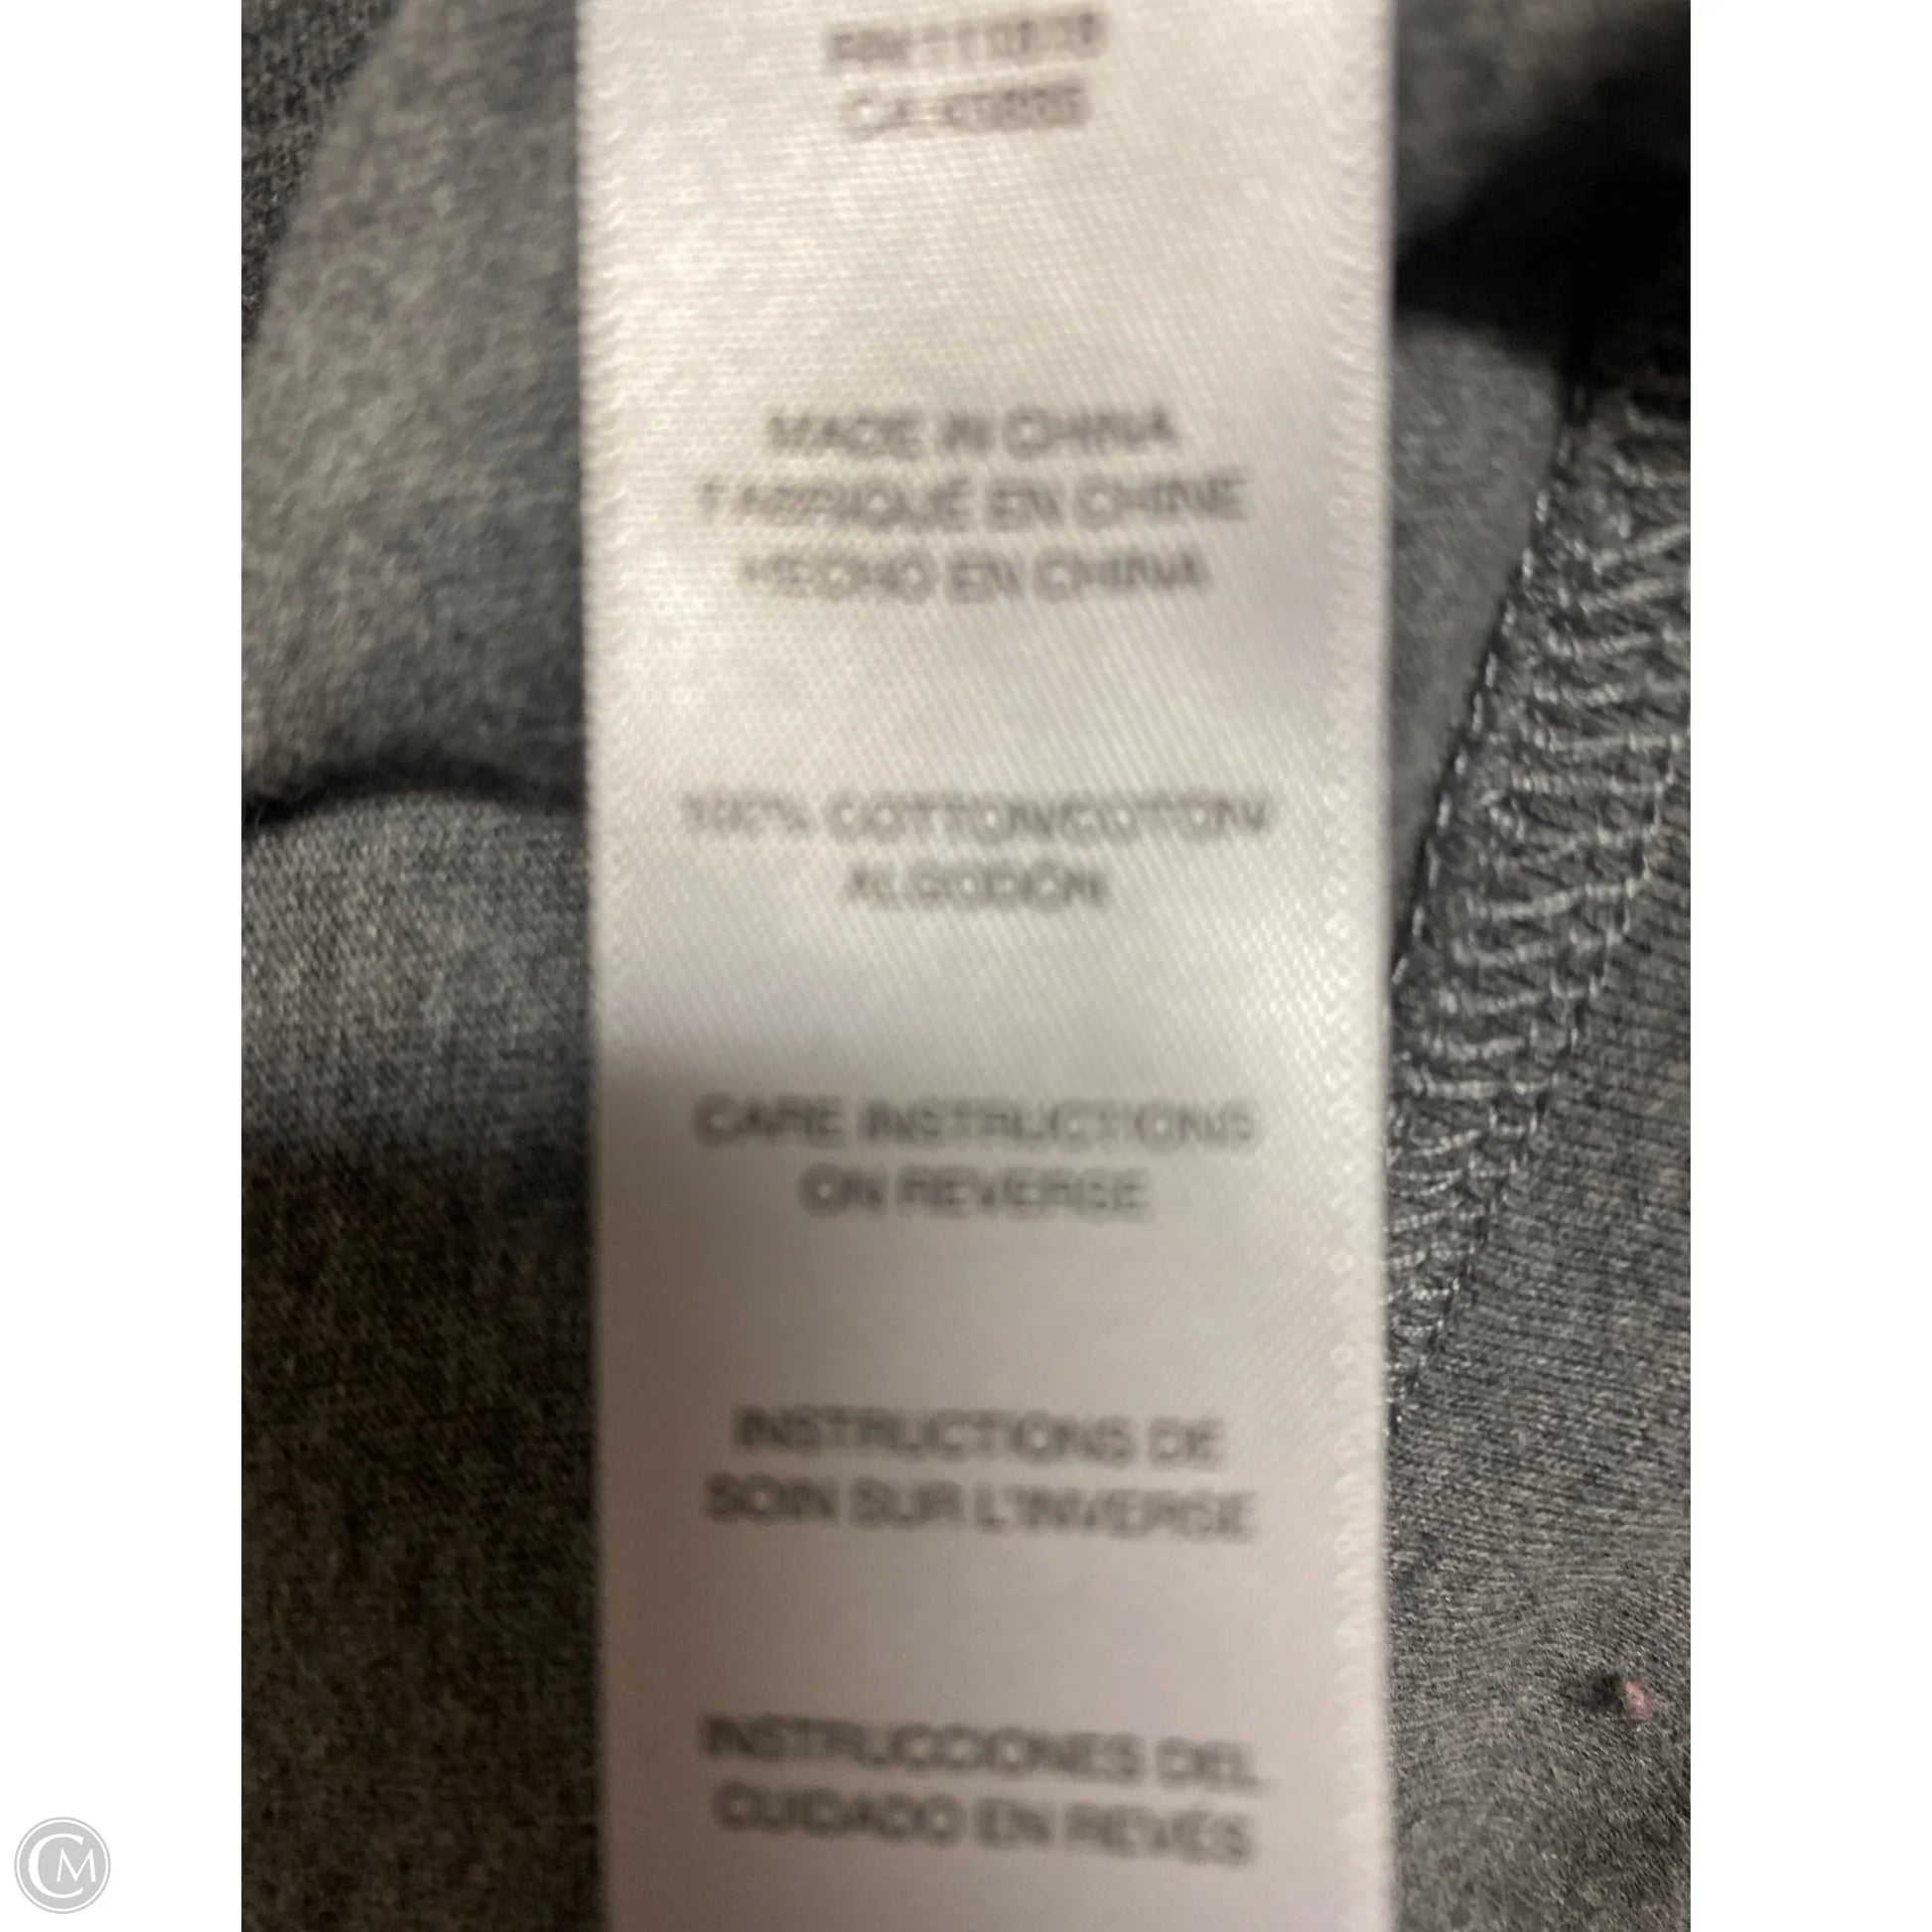 MADE IN CHINA
FABRIQUÉ EN CHINE
HECHO EN CHINA
100% COTTON/COTON/
ALGODÓN
CARE INSTRUCTIONS
ON REVERSE
INSTRUCTIONS DE
SOIN SUR L'INVERSE
INSTRUCCIONES DEL
CUIDADO EN REVÉS
CM